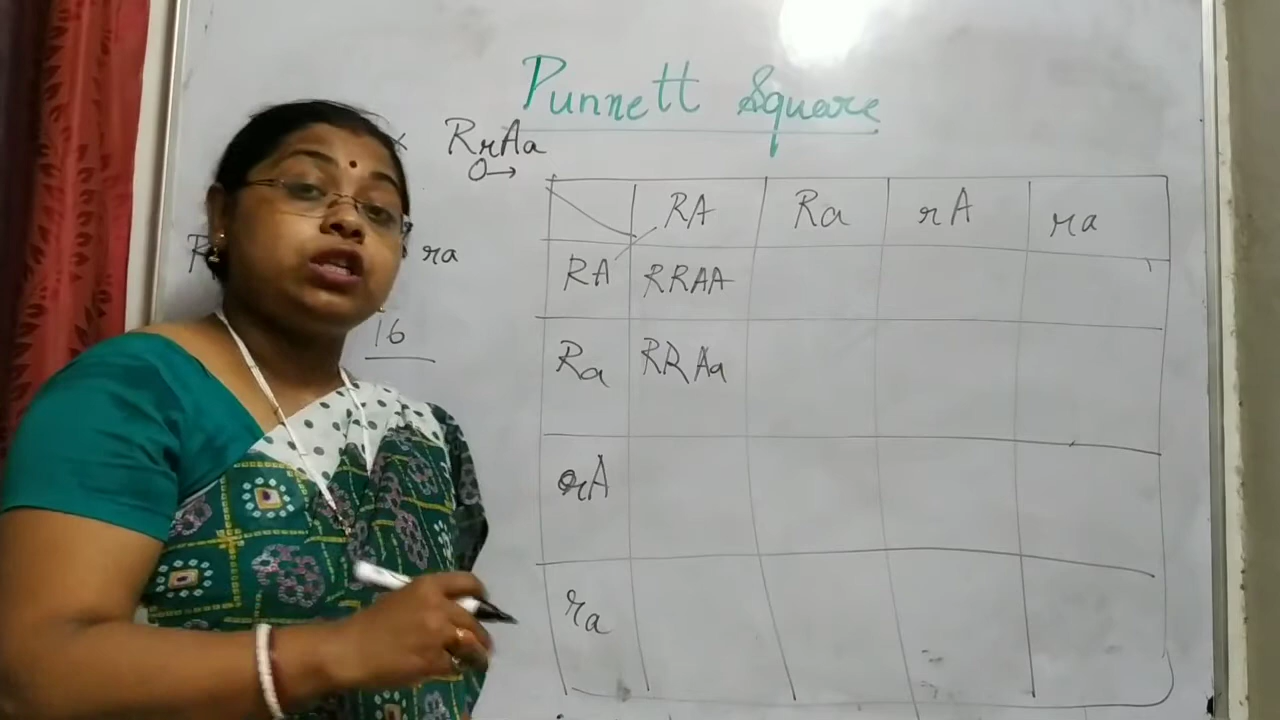 Punnett Square
× RrAa
RA Ra rA ra
ra
RA RRAA
16
Ra RRAa
rA
ra